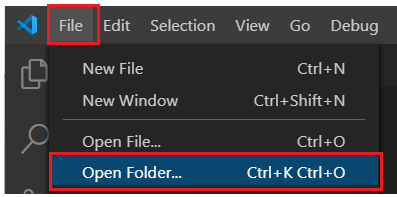 File Edit Selection View Go Debug
New File Ctrl+N
New Window Ctrl+Shift+N
Open File... Ctrl+O
Open Folder... Ctrl+K Ctrl+O